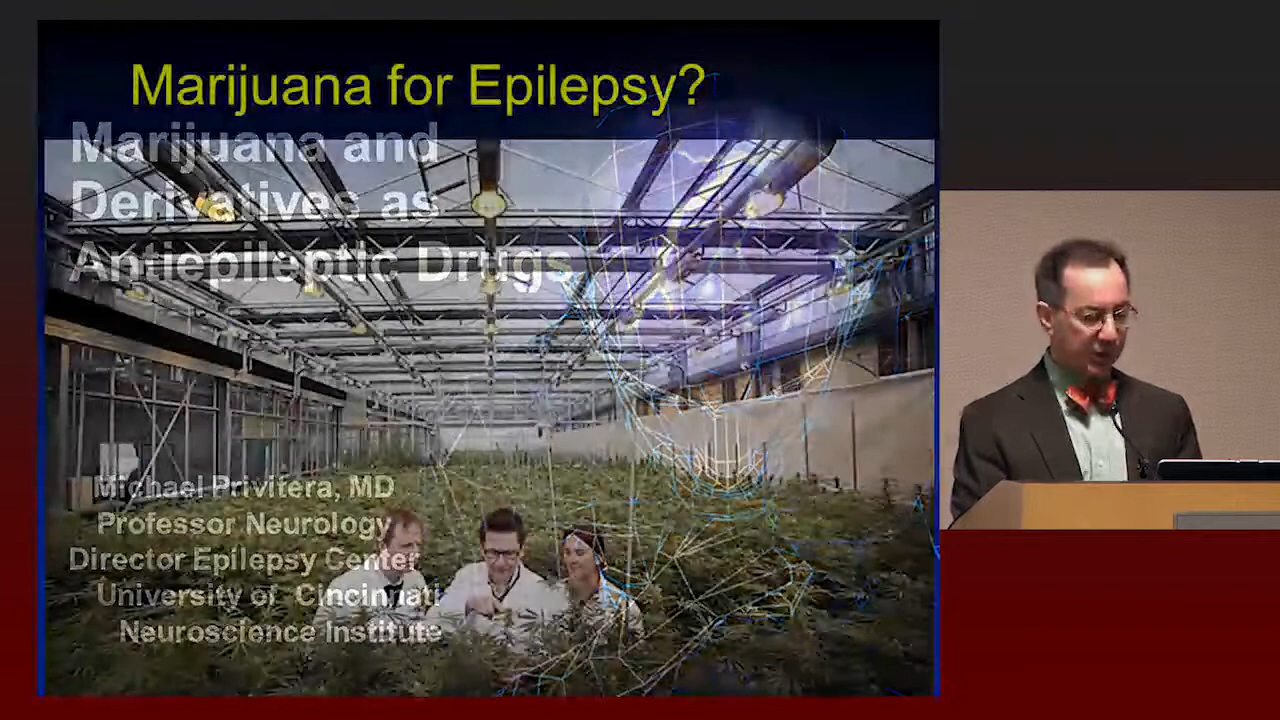 Marijuana for Epilepsy?
Marijuana and
Derivatives as
Antiepileptic Drugs
Michael Privitera, MD
Professor Neurology
Director Epilepsy Center
University of Cincinnati
Neuroscience Institute